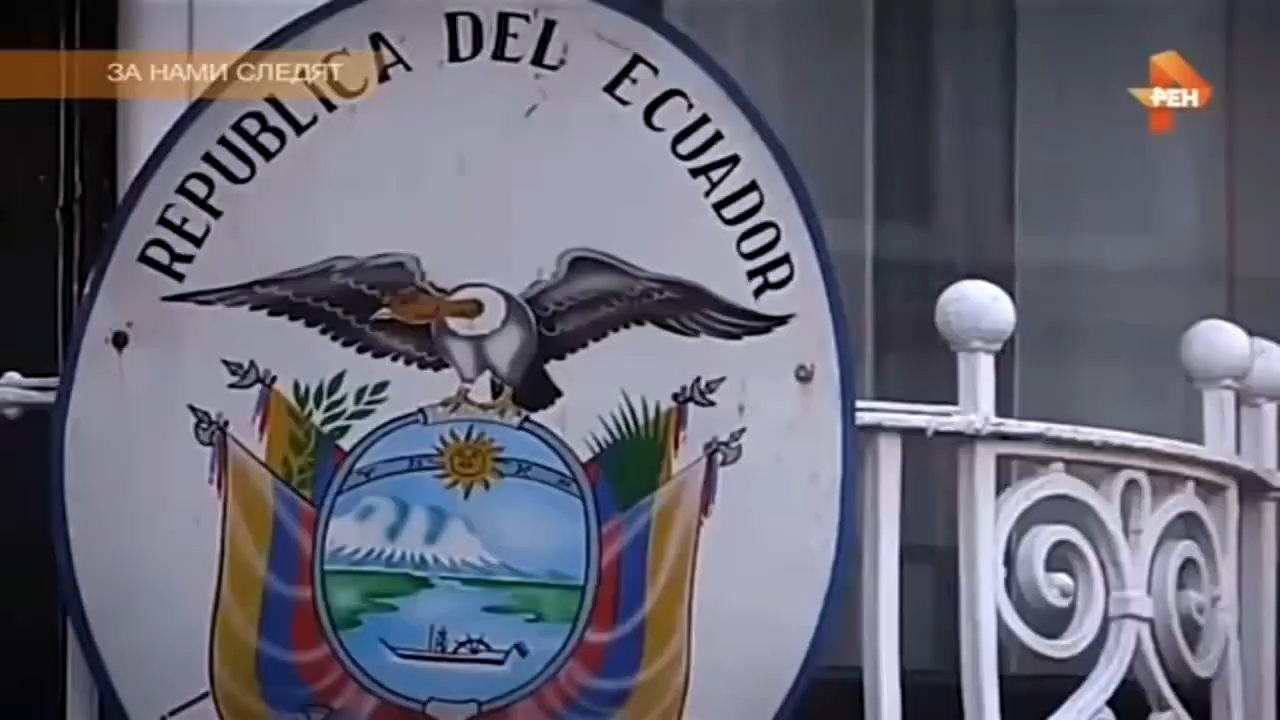 ЗА НАМИ СЛЕДЯТ
REPUBLICA DEL ECUADOR
РЕН